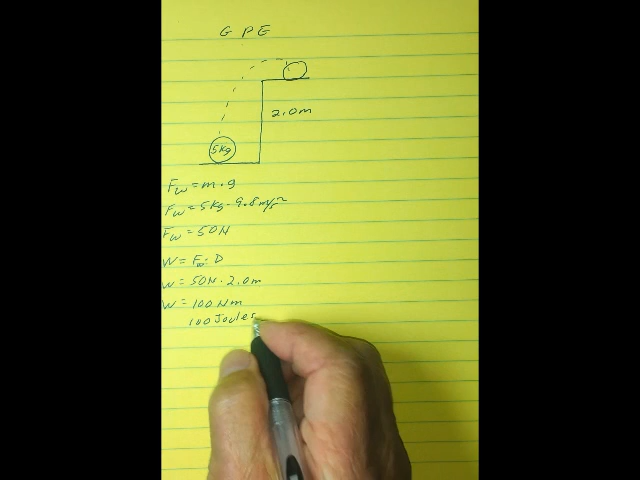 GPE
2.0m
5Kg
Fw = m · g
Fw = 5Kg · 9.8 m/s²
Fw = 50N
W = Fw · D
W = 50N · 2.0m
W = 100 Nm
100 Joules